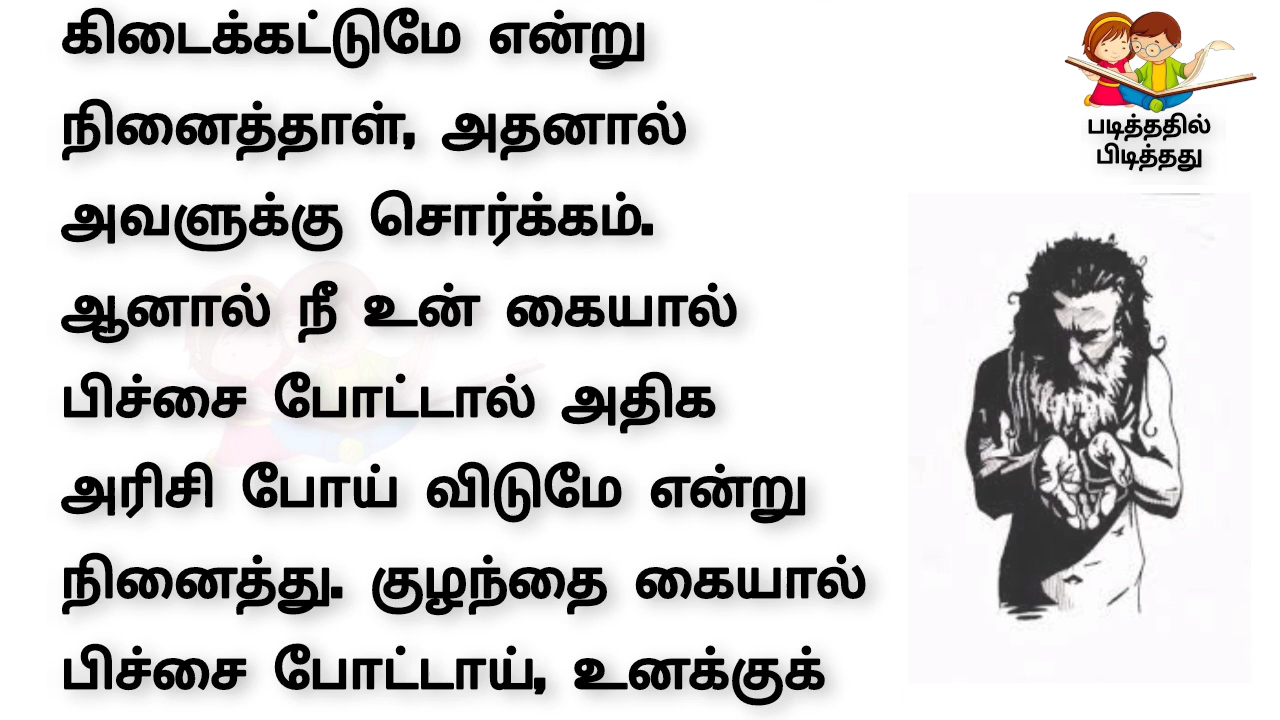 கிடைக்கட்டுமே என்று
நினைத்தாள், அதனால்
அவளுக்கு சொர்க்கம்.
ஆனால் நீ உன் கையால்
பிச்சை போட்டால் அதிக
அரிசி போய் விடுமே என்று
நினைத்து. குழந்தை கையால்
பிச்சை போட்டாய், உனக்குக்
படித்ததில்
பிடித்தது